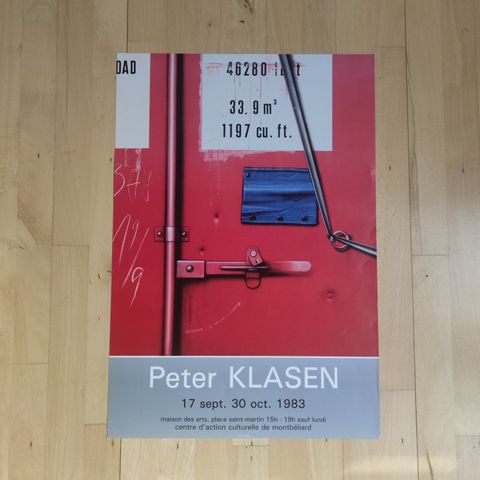 OAD
46280
33,9 m³
1197 cu. ft.
Peter KLASEN
17 sept. 30 oct. 1983
maison des arts, place saint-martin 15h - 19h sauf lundi
centre d'action culturelle de montbéliard